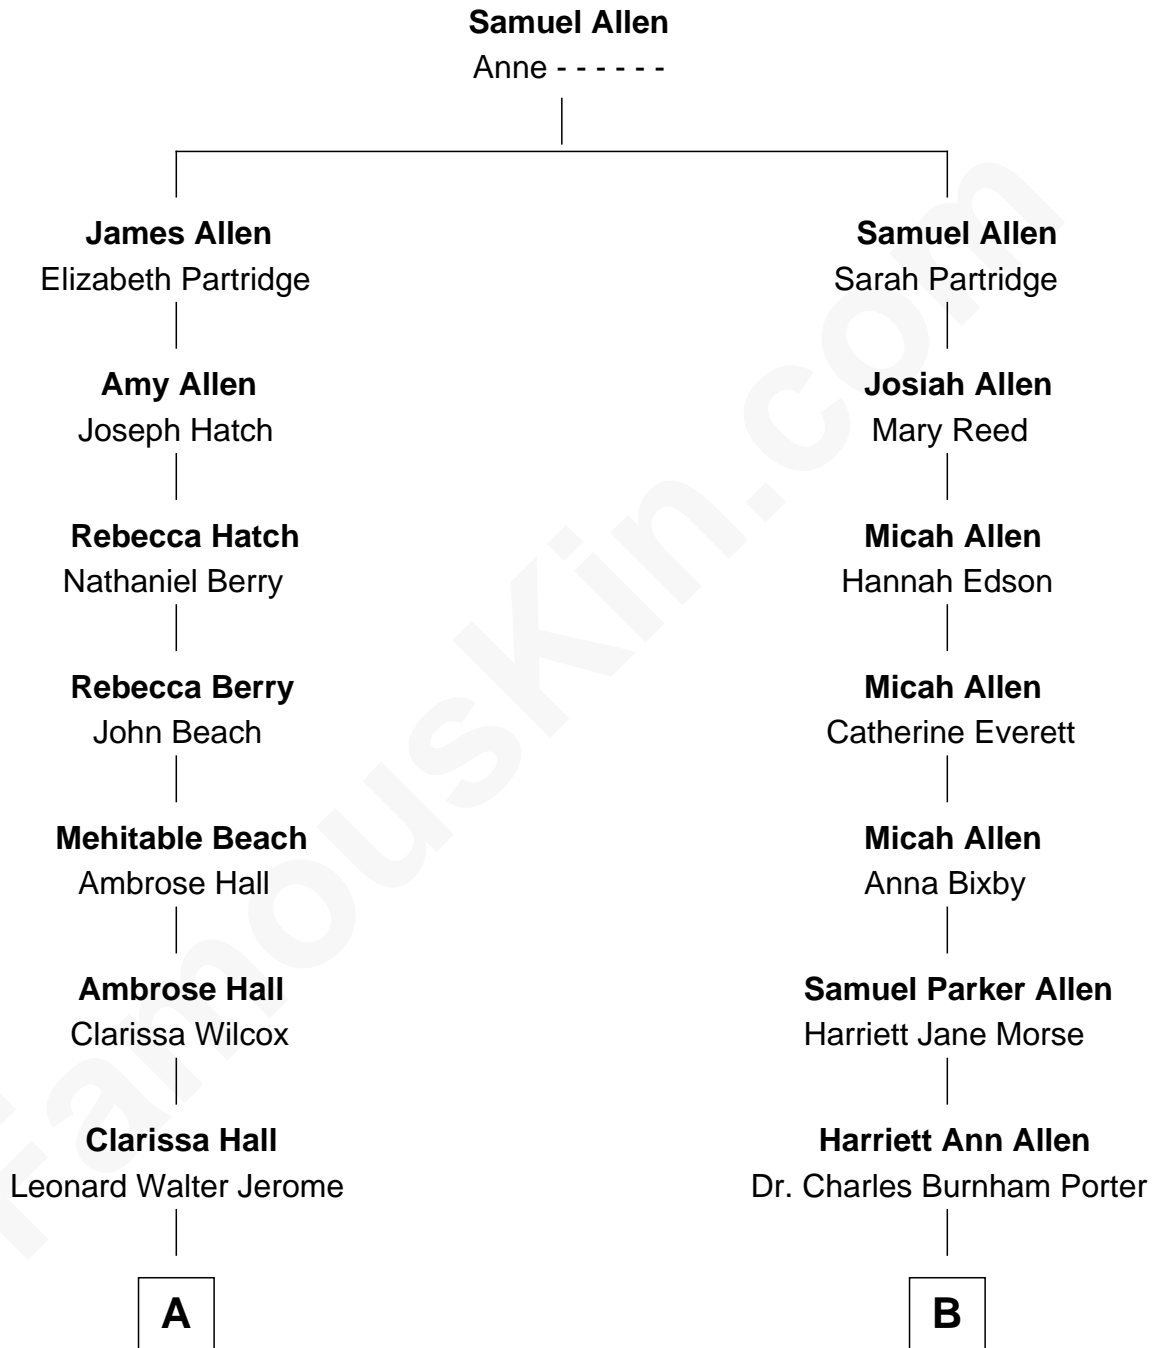 Samuel Allen
Anne - - - - - -
James Allen
Elizabeth Partridge
Samuel Allen
Sarah Partridge
Amy Allen
Joseph Hatch
Josiah Allen
Mary Reed
Rebecca Hatch
Nathaniel Berry
Micah Allen
Hannah Edson
Rebecca Berry
John Beach
Micah Allen
Catherine Everett
Mehitable Beach
Ambrose Hall
Micah Allen
Anna Bixby
Ambrose Hall
Clarissa Wilcox
Samuel Parker Allen
Harriett Jane Morse
Clarissa Hall
Leonard Walter Jerome
Harriett Ann Allen
Dr. Charles Burnham Porter
A
B
FamousKin.com